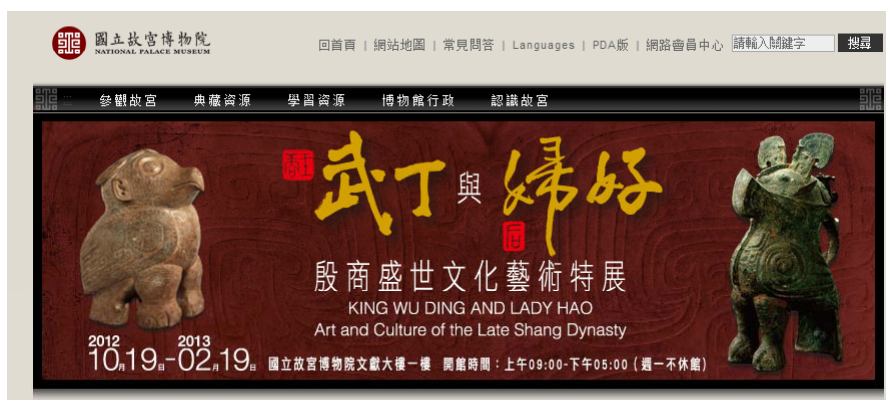 國立故宮博物院
NATIONAL PALACE MUSEUM
回首頁 | 網站地圖 | 常見問答 | Languages | PDA版 | 網路會員中心 請輸入關鍵字 搜尋
參觀故宮 典藏資源 學習資源 博物館行政 認識故宮
武丁與婦好
殷商盛世文化藝術特展
KING WU DING AND LADY HAO
Art and Culture of the Late Shang Dynasty
2012 2013
10月19日-02月19日 國立故宮博物院文獻大樓一樓 開館時間：上午09:00-下午05:00（週一不休館）